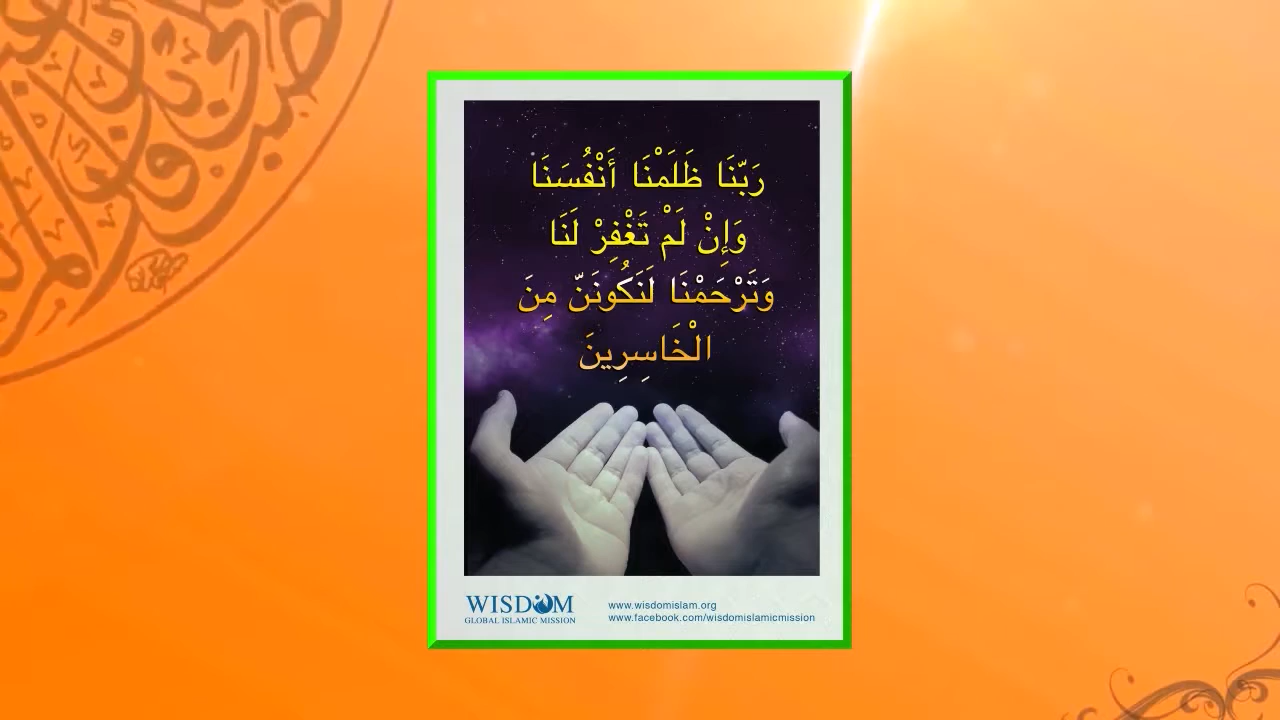 رَبّنَا ظَلَمْنَا أَنْفُسَنَا
وَإِنْ لَمْ تَغْفِرْ لَنَا
وَتَرْحَمْنَا لَنَكُونَنّ مِنَ
الْخَاسِرِينَ
WISDOM
GLOBAL ISLAMIC MISSION
www.wisdomislam.org
www.facebook.com/wisdomislamicmission